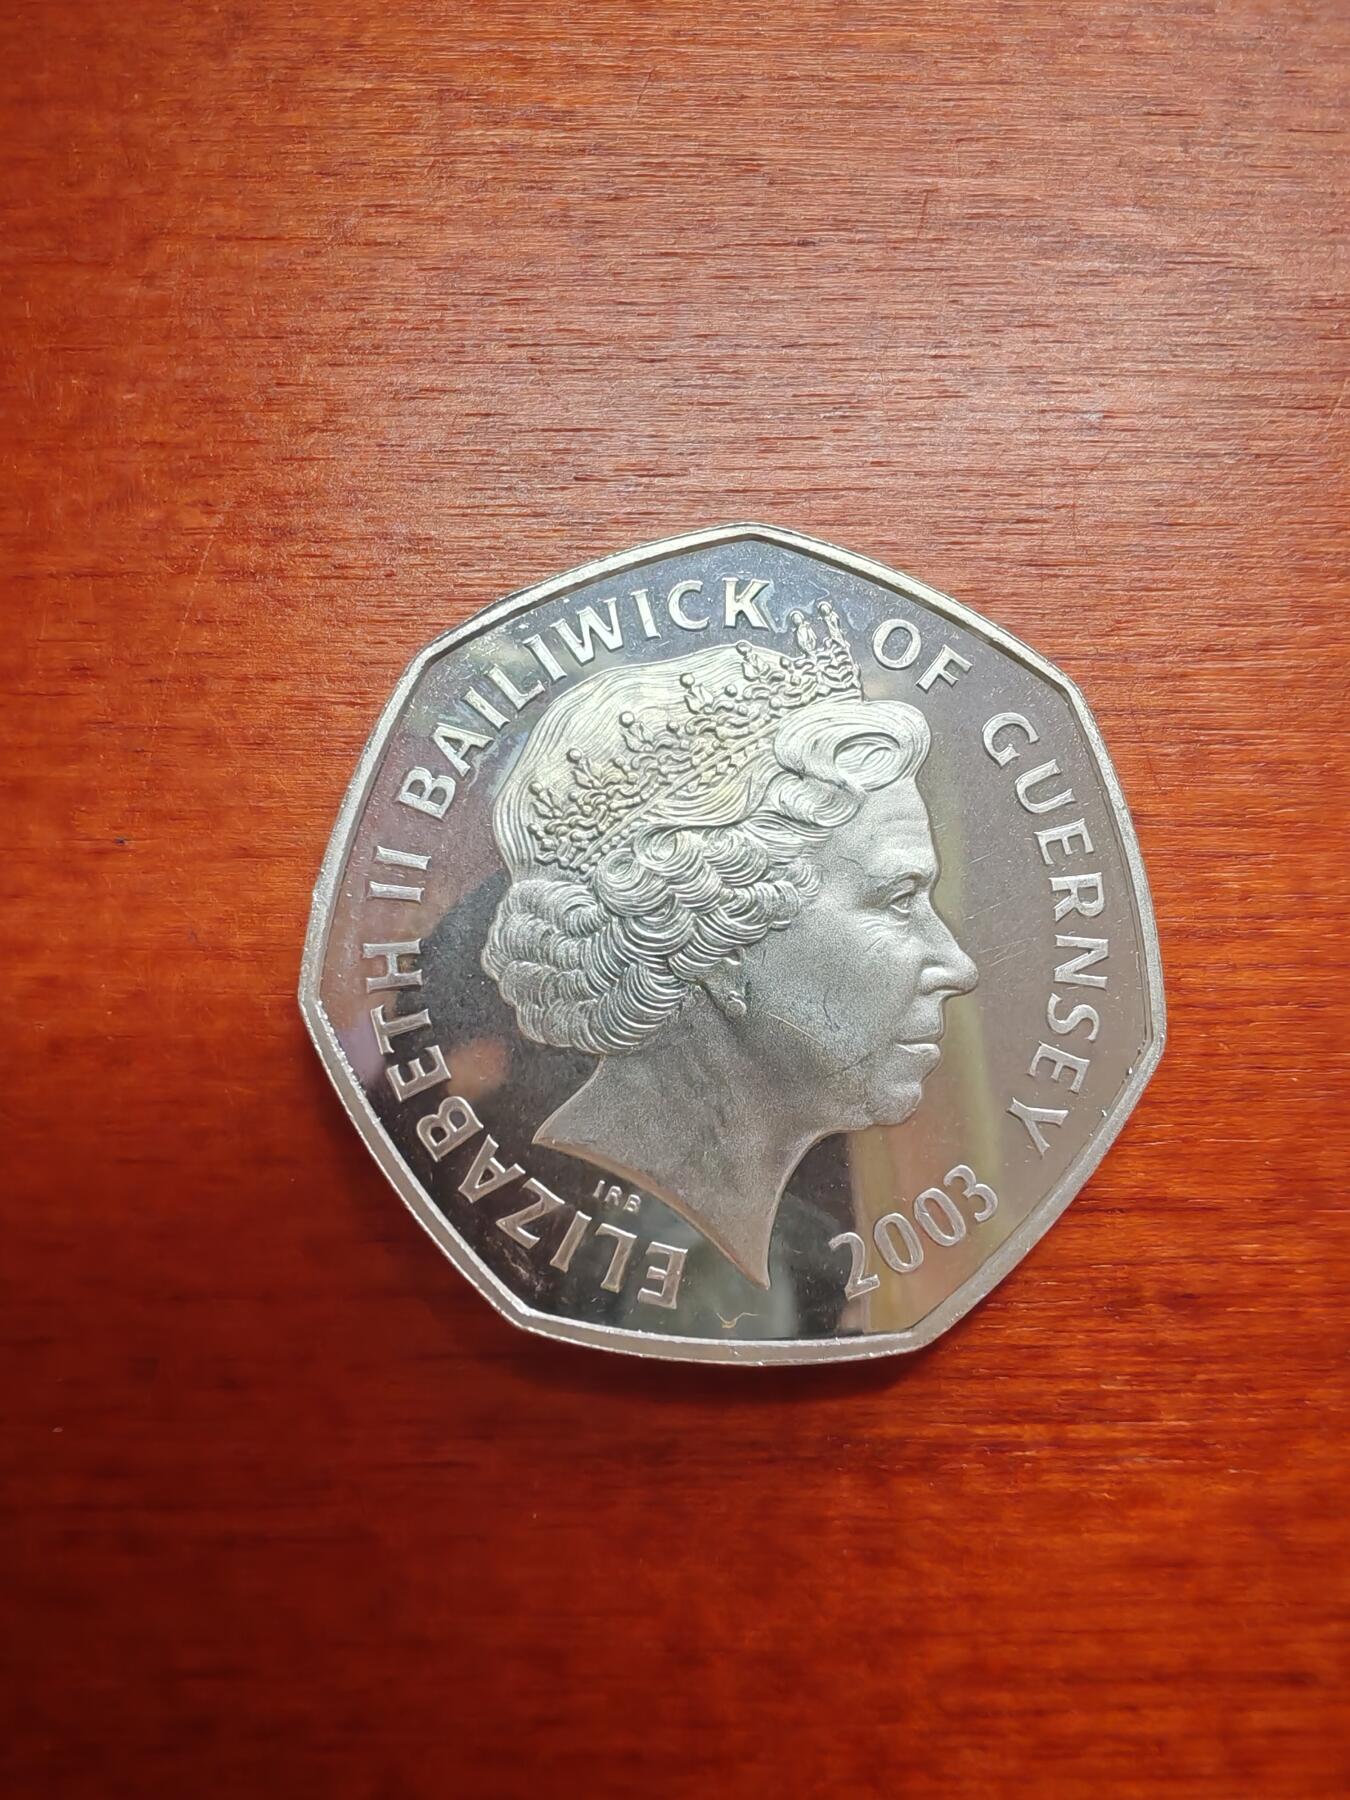 ELIZABETH II BAILIWICK OF GUERNSEY
2003
IRB